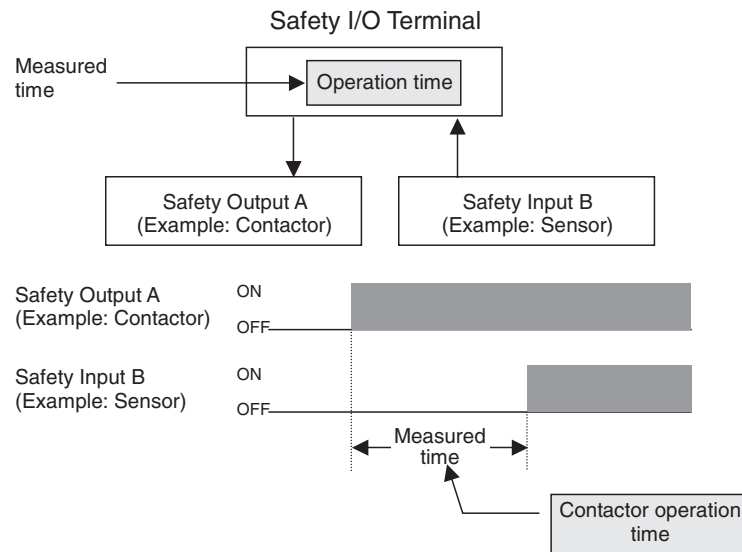 Safety I/O Terminal
Measured
time
Operation time
Safety Output A
(Example: Contactor)
Safety Input B
(Example: Sensor)
Safety Output A
(Example: Contactor)
ON
OFF
Safety Input B
(Example: Sensor)
ON
OFF
Measured
time
Contactor operation
time